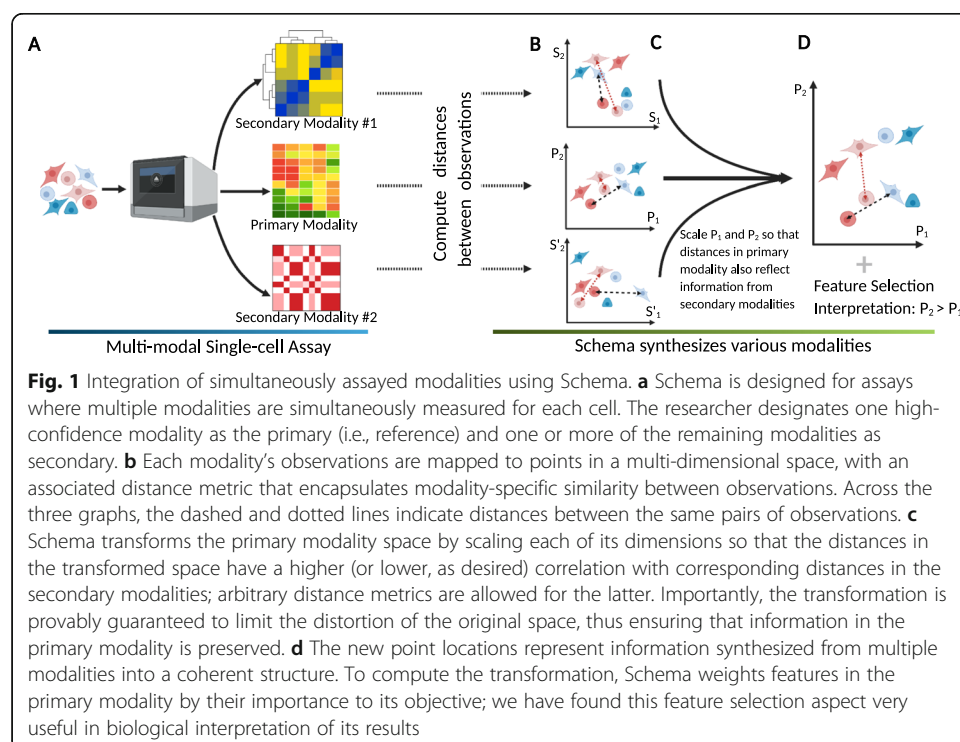 A
B
C
D
Secondary Modality #1
Primary Modality
Secondary Modality #2
Compute distances
between observations
S2
S1
P2
P1
S'2
S'1
Scale P1 and P2 so that
distances in primary
modality also reflect
information from
secondary modalities
P2
P1
+
Feature Selection
Interpretation: P2 > P1
Multi-modal Single-cell Assay
Schema synthesizes various modalities
Fig. 1 Integration of simultaneously assayed modalities using Schema. a Schema is designed for assays
where multiple modalities are simultaneously measured for each cell. The researcher designates one high-
confidence modality as the primary (i.e., reference) and one or more of the remaining modalities as
secondary. b Each modality's observations are mapped to points in a multi-dimensional space, with an
associated distance metric that encapsulates modality-specific similarity between observations. Across
the three graphs, the dashed and dotted lines indicate distances between the same pairs of observations. c
Schema transforms the primary modality space by scaling each of its dimensions so that the distances in
the transformed space have a higher (or lower, as desired) correlation with corresponding distances in the
secondary modalities; arbitrary distance metrics are allowed for the latter. Importantly, the transformation is
provably guaranteed to limit the distortion of the original space, thus ensuring that information in the
primary modality is preserved. d The new point locations represent information synthesized from multiple
modalities into a coherent structure. To compute the transformation, Schema weights features in the
primary modality by their importance to its objective; we have found this feature selection aspect very
useful in biological interpretation of its results